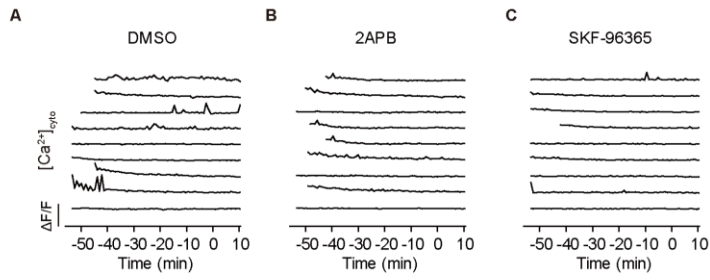 A
B
C
DMSO
2APB
SKF-96365
[Ca²⁺]cyto
ΔF/F
-50 -40 -30 -20 -10 0 10
-50 -40 -30 -20 -10 0 10
-50 -40 -30 -20 -10 0 10
Time (min)
Time (min)
Time (min)